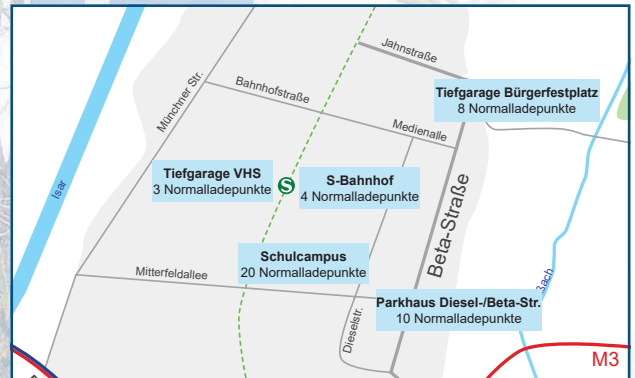 Jahnstraße
Münchner Str.
Bahnhofstraße
Tiefgarage Bürgerfestplatz
8 Normalladepunkte
Medienalle
Isar
Tiefgarage VHS
3 Normalladepunkte
S
S-Bahnhof
4 Normalladepunkte
Beta-Straße
Schulcampus
20 Normalladepunkte
Mitterfeldallee
Parkhaus Diesel-/Beta-Str.
10 Normalladepunkte
Dieselstr.
M3